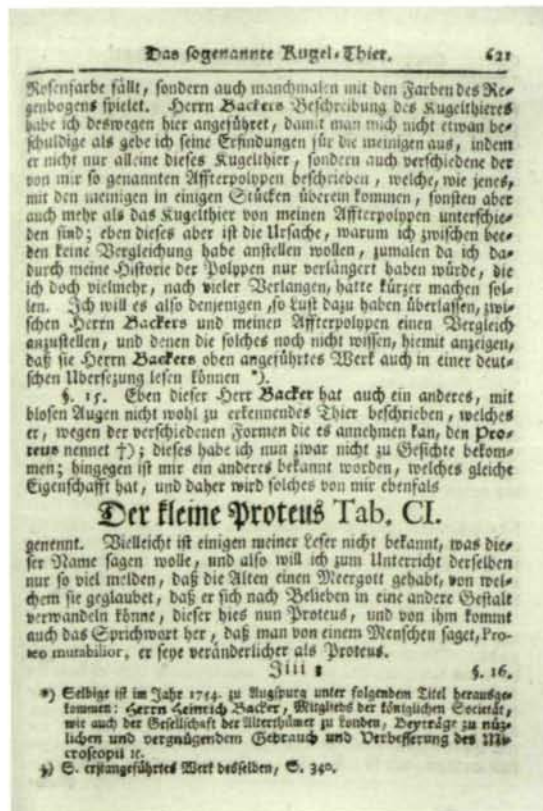 Das sogenannte Kugel-Thier. 621
Rosenfarbe fällt, sondern auch manchmalen mit den Farben des Re-
genbogens spielet. Herrn Backers Beschreibung des Kugelthieres
habe ich deswegen hier angeführet, damit man mich nicht etwan be-
schuldige als gebe ich seine Erfindungen für die meinigen aus, indem
er nicht nur alleine dieses Kugelthier, sondern auch verschiedene der
von mir so genannten Affterpolypen beschrieben, welche, wie jenes,
mit den meinigen in einigen Stücken überein kommen, sonsten aber
auch mehr als das Kugelthier von meinen Affterpolypen unterschie-
den sind; eben dieses aber ist die Ursache, warum ich zwischen bee-
den keine Vergleichung habe anstellen wollen, zumalen da ich da-
durch meine Historie der Polypen nur verlängert haben würde, die
ich doch vielmehr, nach vieler Verlangen, hätte kürzer machen sol-
len. Ich will es also denjenigen, so Lust dazu haben überlassen, zwi-
schen Herrn Backers und meinen Affterpolypen einen Vergleich
anzustellen, und denen die solches noch nicht wissen, hiemit anzeigen,
daß sie Herrn Backers oben angeführtes Werk auch in einer deut-
schen Ubersezung lesen können *).
§. 15. Eben dieser Herr Backer hat auch ein anderes, mit
blosen Augen nicht wohl zu erkennendes Thier beschrieben, welches
er, wegen der verschiedenen Formen die es annehmen kan, den Pro-
teus nennet †); dieses habe ich nun zwar nicht zu Gesichte bekom-
men; hingegen ist mir ein anderes bekannt worden, welches gleiche
Eigenschafft hat, und daher wird solches von mir ebenfals
Der kleine Proteus Tab. CI.
genennt. Vielleicht ist einigen meiner Leser nicht bekannt, was die-
ser Name sagen wolle, und also will ich zum Unterricht derselben
nur so viel melden, daß die Alten einen Meergott gehabt, von wel-
chem sie geglaubet, daß er sich nach Belieben in eine andere Gestalt
verwandeln könne, dieser hies nun Proteus, und von ihm kommt
auch das Sprichwort her, daß man von einem Menschen saget, Pro-
teo mutabilior, er seye veränderlicher als Proteus.
Jiii §. 16.
*) Selbige ist im Jahr 1754. zu Augspurg unter folgendem Titel herausge-
kommen: Herrn Heinrich Backer, Mitglieds der königlichen Societät,
wie auch der Gesellschaft der Alterthümer zu Londen, Beyträge zu nüz-
lichen und vergnügendem Gebrauch und Verbesserung des Mi-
croscopii ꝛc.
†) S. erstangeführtes Werk desselben, S. 340.